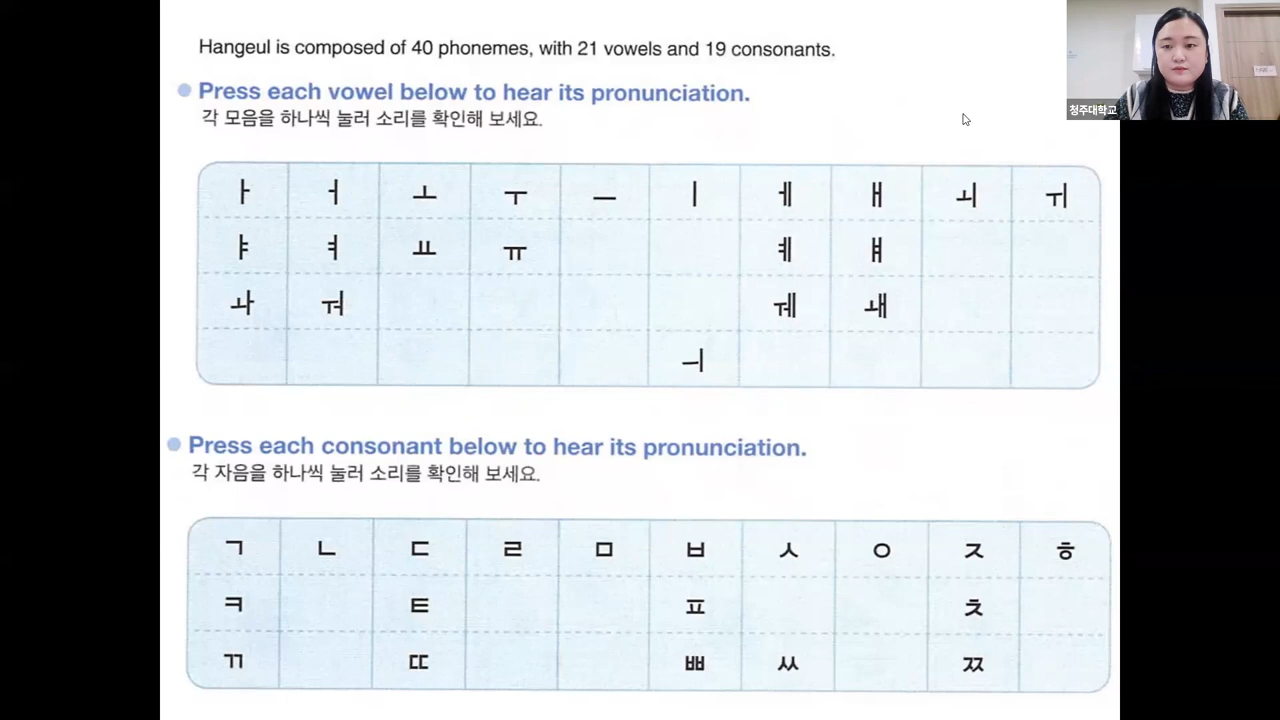 Hangeul is composed of 40 phonemes, with 21 vowels and 19 consonants.
Press each vowel below to hear its pronunciation.
각 모음을 하나씩 눌러 소리를 확인해 보세요.
ㅏ ㅓ ㅗ ㅜ ㅡ ㅣ ㅔ ㅐ ㅚ ㅟ
ㅑ ㅕ ㅛ ㅠ ㅖ ㅒ
ㅘ ㅝ ㅞ ㅙ
ㅢ
Press each consonant below to hear its pronunciation.
각 자음을 하나씩 눌러 소리를 확인해 보세요.
ㄱ ㄴ ㄷ ㄹ ㅁ ㅂ ㅅ ㅇ ㅈ ㅎ
ㅋ ㅌ ㅍ ㅊ
ㄲ ㄸ ㅃ ㅆ ㅉ
청주대학교